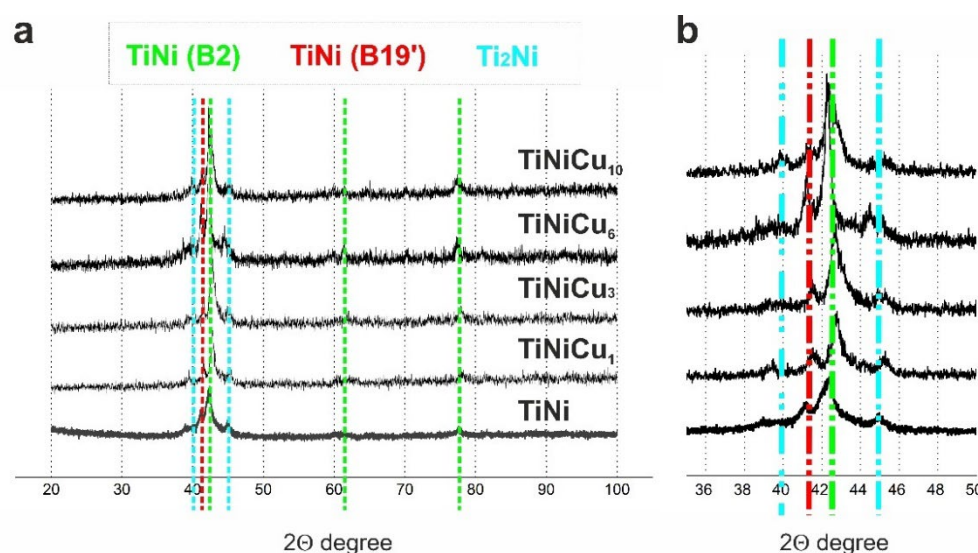 a
TiNi (B2) TiNi (B19') Ti₂Ni
TiNiCu₁₀
TiNiCu₆
TiNiCu₃
TiNiCu₁
TiNi
20 30 40 50 60 70 80 90 100
2Θ degree
b
36 38 40 42 44 46 48 50
2Θ degree